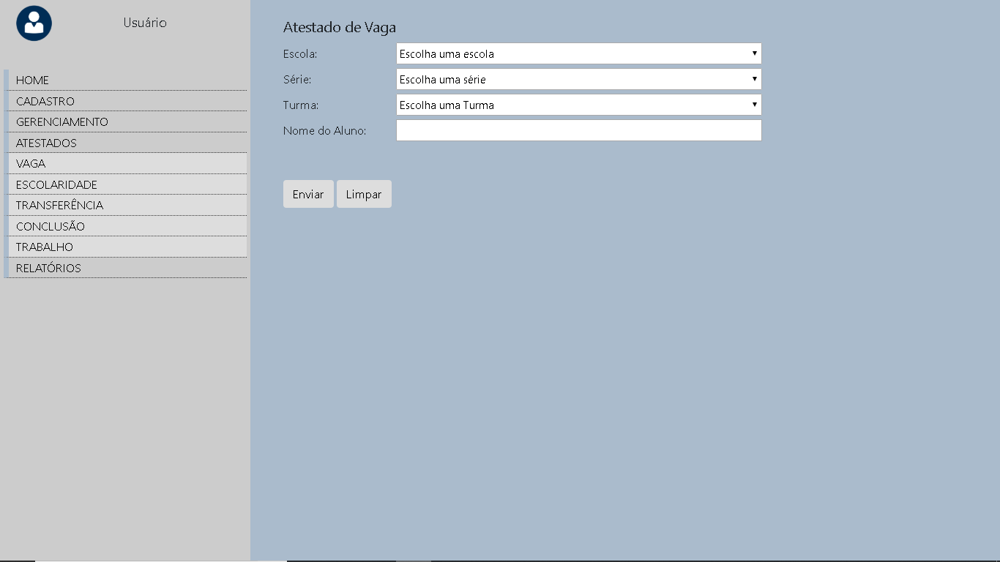 Usuário
HOME
CADASTRO
GERENCIAMENTO
ATESTADOS
VAGA
ESCOLARIDADE
TRANSFERÊNCIA
CONCLUSÃO
TRABALHO
RELATÓRIOS
Atestado de Vaga
Escola: Escolha uma escola
Série: Escolha uma série
Turma: Escolha uma Turma
Nome do Aluno:
Enviar Limpar